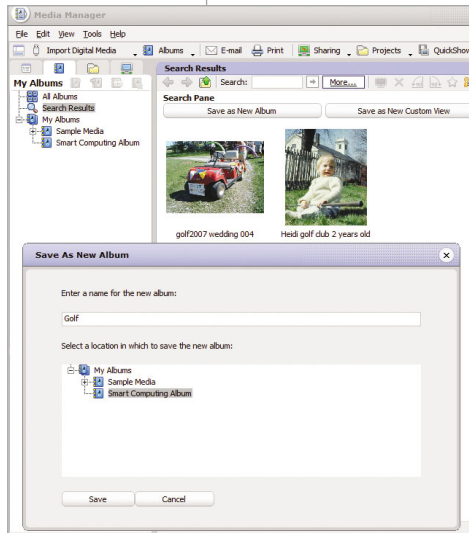 Media Manager
File Edit View Tools Help
Import Digital Media Albums E-mail Print Sharing Projects QuickShow
Search Results
My Albums
Search: More...
All Albums
Search Results
My Albums
Sample Media
Smart Computing Album
Search Pane
Save as New Album Save as New Custom View
golf2007 wedding 004 Heidi golf club 2 years old
Save As New Album
Enter a name for the new album:
Golf
Select a location in which to save the new album:
My Albums
Sample Media
Smart Computing Album
Save Cancel